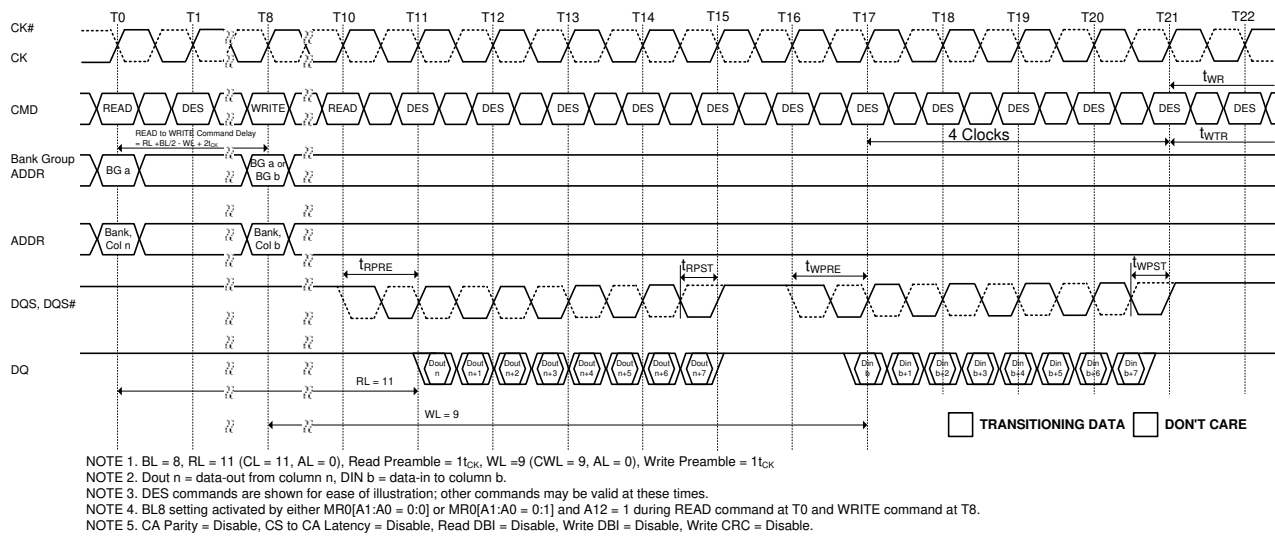 T0 T1 T8 T10 T11 T12 T13 T14 T15 T16 T17 T18 T19 T20 T21 T22
CK#
CK
tWR
CMD READ DES WRITE READ DES DES DES DES DES DES DES DES DES DES DES DES
READ to WRITE Command Delay
= RL +BL/2 - WL + 2tCK
4 Clocks
tWTR
Bank Group
ADDR
BG a
BG a or
BG b
ADDR
Bank,
Col n
Bank,
Col b
tRPRE tRPST tWPRE tWPST
DQS, DQS#
DQ
Dout
n
Dout
n+1
Dout
n+2
Dout
n+3
Dout
n+4
Dout
n+5
Dout
n+6
Dout
n+7
Din
b
Din
b+1
Din
b+2
Din
b+3
Din
b+4
Din
b+5
Din
b+6
Din
b+7
RL = 11
WL = 9
TRANSITIONING DATA DON'T CARE
NOTE 1. BL = 8, RL = 11 (CL = 11, AL = 0), Read Preamble = 1tCK, WL =9 (CWL = 9, AL = 0), Write Preamble = 1tCK
NOTE 2. Dout n = data-out from column n, DIN b = data-in to column b.
NOTE 3. DES commands are shown for ease of illustration; other commands may be valid at these times.
NOTE 4. BL8 setting activated by either MR0[A1:A0 = 0:0] or MR0[A1:A0 = 0:1] and A12 = 1 during READ command at T0 and WRITE command at T8.
NOTE 5. CA Parity = Disable, CS to CA Latency = Disable, Read DBI = Disable, Write DBI = Disable, Write CRC = Disable.